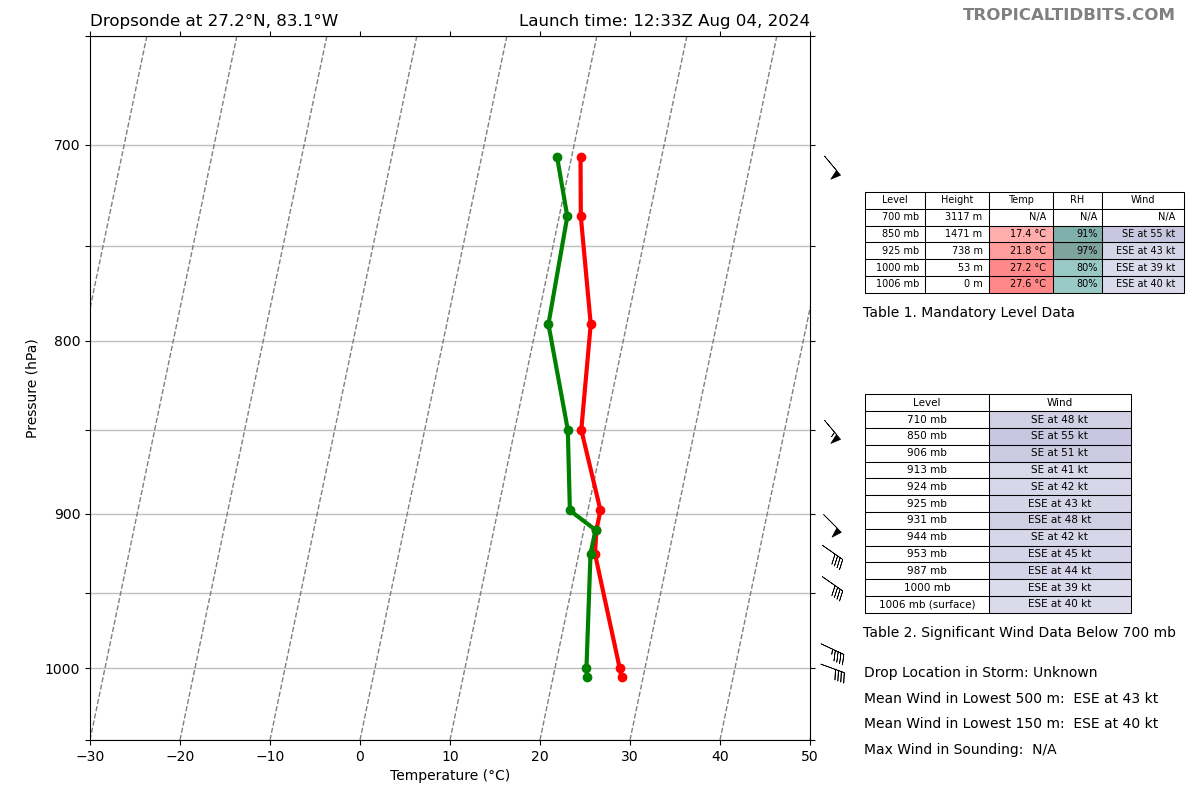 Dropsonde at 27.2°N, 83.1°W
Launch time: 12:33Z Aug 04, 2024
TROPICALTIDBITS.COM
Pressure (hPa)
700
800
900
1000
−30 −20 −10 0 10 20 30 40 50
Temperature (°C)
Level Height Temp RH Wind
700 mb 3117 m N/A N/A N/A
850 mb 1471 m 17.4 °C 91% SE at 55 kt
925 mb 738 m 21.8 °C 97% ESE at 43 kt
1000 mb 53 m 27.2 °C 80% ESE at 39 kt
1006 mb 0 m 27.6 °C 80% ESE at 40 kt
Table 1. Mandatory Level Data
Level Wind
710 mb SE at 48 kt
850 mb SE at 55 kt
906 mb SE at 51 kt
913 mb SE at 41 kt
924 mb SE at 42 kt
925 mb ESE at 43 kt
931 mb ESE at 48 kt
944 mb SE at 42 kt
953 mb ESE at 45 kt
987 mb ESE at 44 kt
1000 mb ESE at 39 kt
1006 mb (surface) ESE at 40 kt
Table 2. Significant Wind Data Below 700 mb
Drop Location in Storm: Unknown
Mean Wind in Lowest 500 m: ESE at 43 kt
Mean Wind in Lowest 150 m: ESE at 40 kt
Max Wind in Sounding: N/A